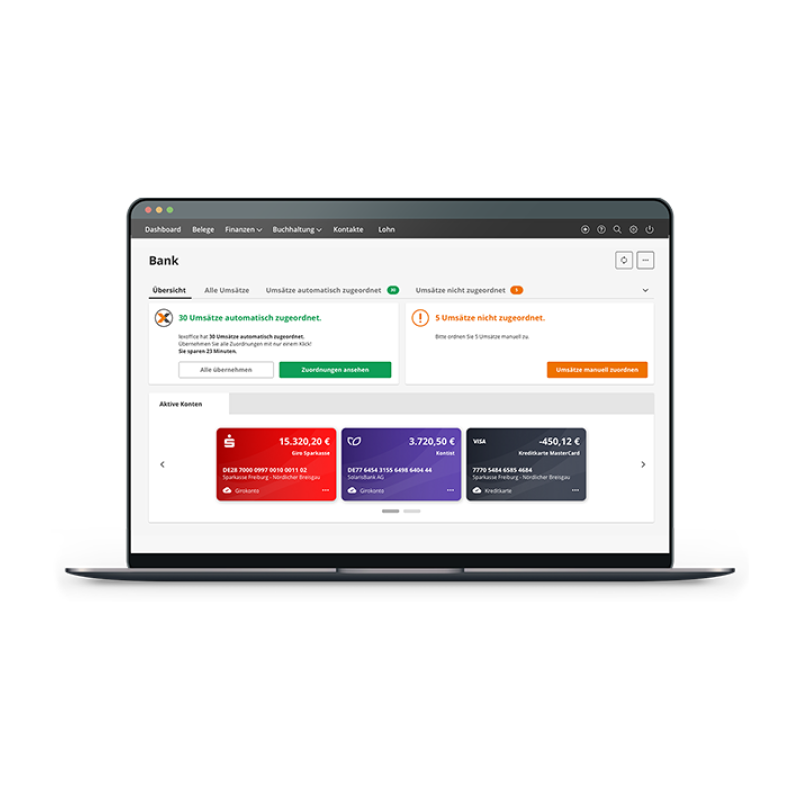 Dashboard Belege Finanzen Buchhaltung Kontakte Lohn
Bank
Übersicht Alle Umsätze Umsätze automatisch zugeordnet 30 Umsätze nicht zugeordnet 5
30 Umsätze automatisch zugeordnet.
lexoffice hat 30 Umsätze automatisch zugeordnet.
Übernehmen Sie alle Zuordnungen mit nur einem Klick!
Sie sparen 23 Minuten.
Alle übernehmen Zuordnungen ansehen
5 Umsätze nicht zugeordnet.
Bitte ordnen Sie 5 Umsätze manuell zu.
Umsätze manuell zuordnen
Aktive Konten
15.320,20 €
Giro Sparkasse
DE28 7000 0997 0010 0011 02
Sparkasse Freiburg - Nördlicher Breisgau
Girokonto
3.720,50 €
Kontist
DE77 6454 3155 6498 6404 44
SolarisBank AG
Girokonto
VISA -450,12 €
Kreditkarte MasterCard
7770 5484 6585 4684
Sparkasse Freiburg - Nördlicher Breisgau
Kreditkarte